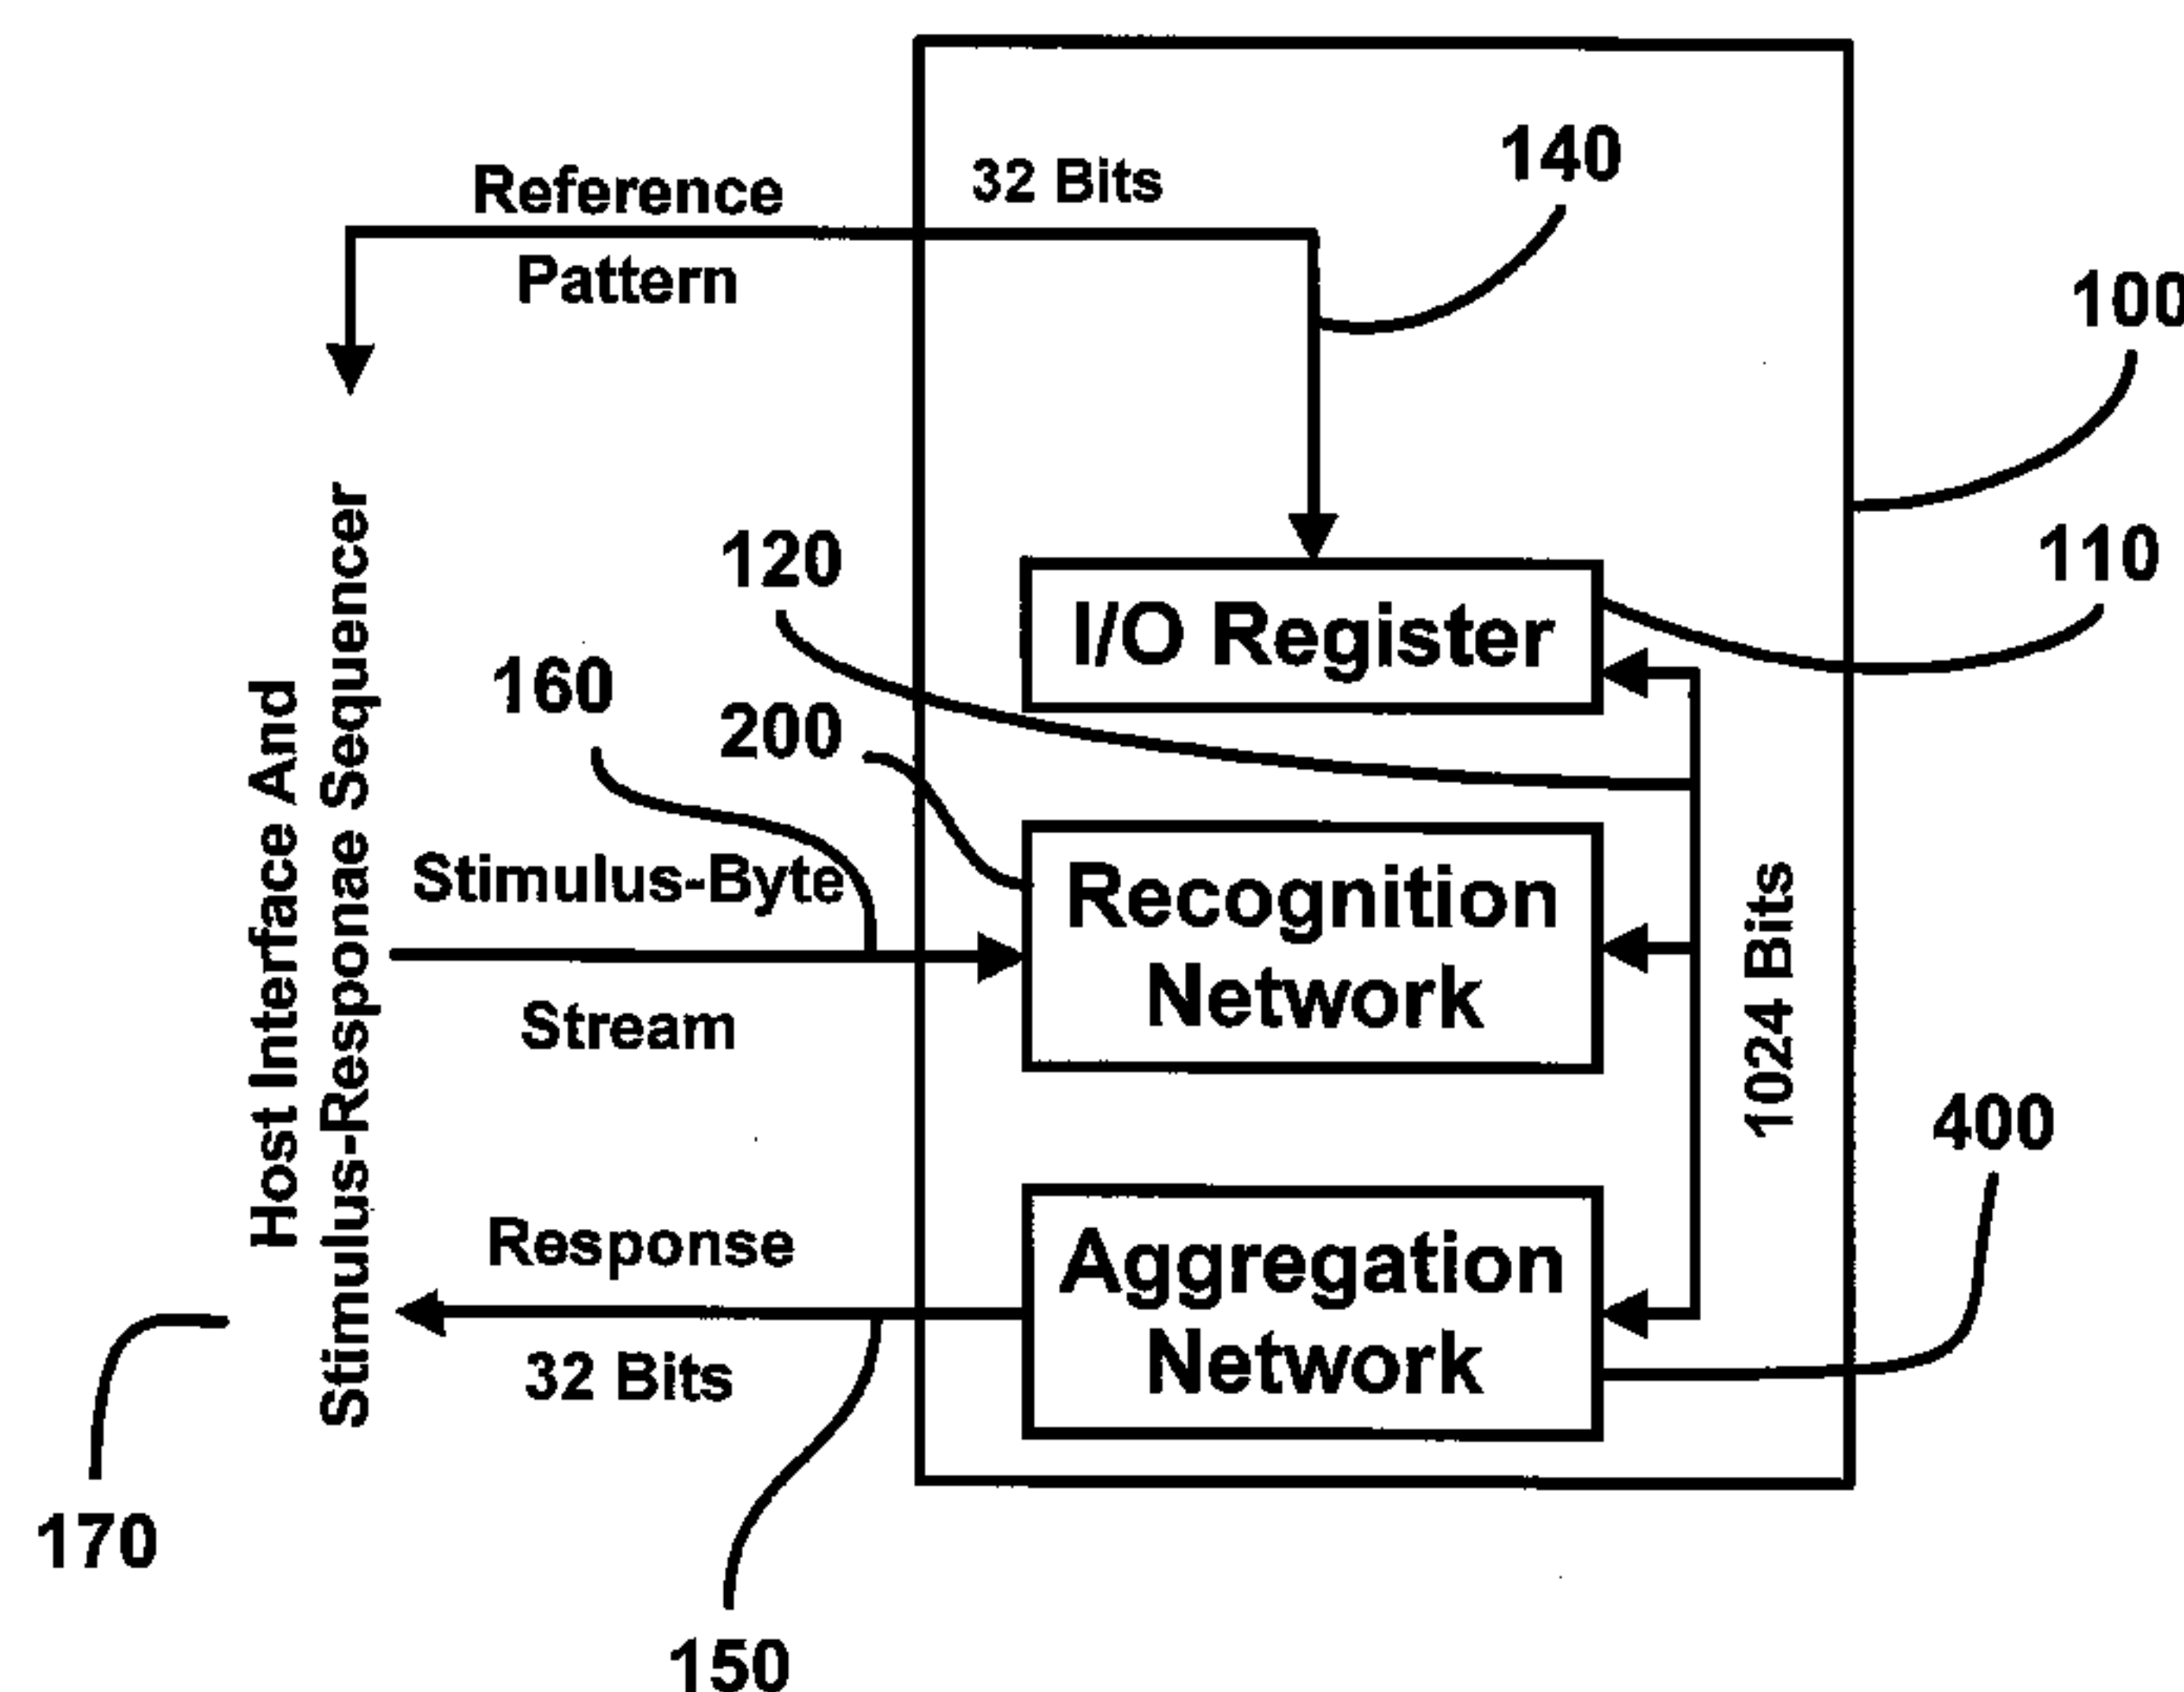 Reference
Pattern
32 Bits
140
100
110
120
160
200
I/O Register
Host Interface And
Stimulus-Responae Sequencer
Stimulus-Byte
Stream
Recognition
Network
1024 Bits
400
Response
32 Bits
Aggregation
Network
170
150